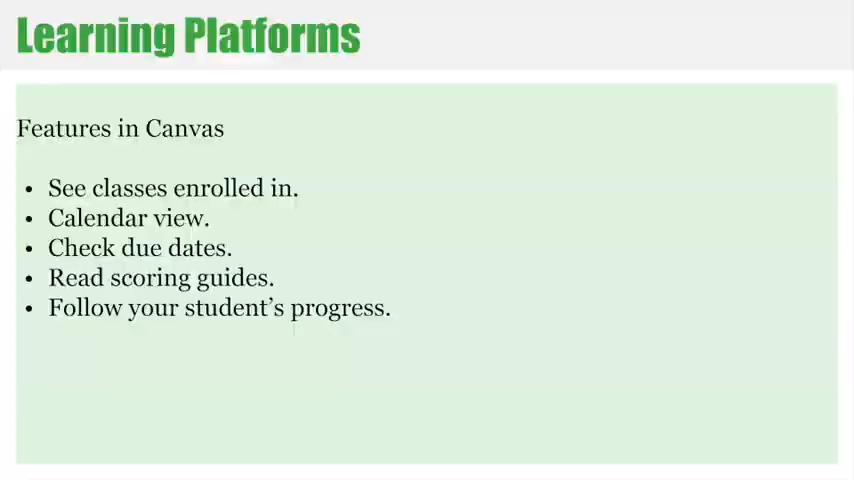 Learning Platforms
Features in Canvas
• See classes enrolled in.
• Calendar view.
• Check due dates.
• Read scoring guides.
• Follow your student’s progress.